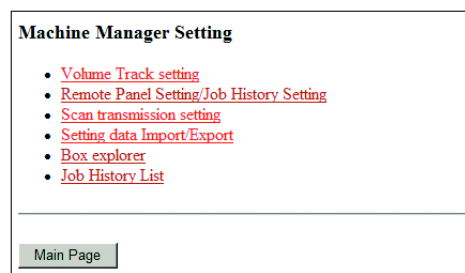 Machine Manager Setting
Volume Track setting
Remote Panel Setting/Job History Setting
Scan transmission setting
Setting data Import/Export
Box explorer
Job History List
Main Page